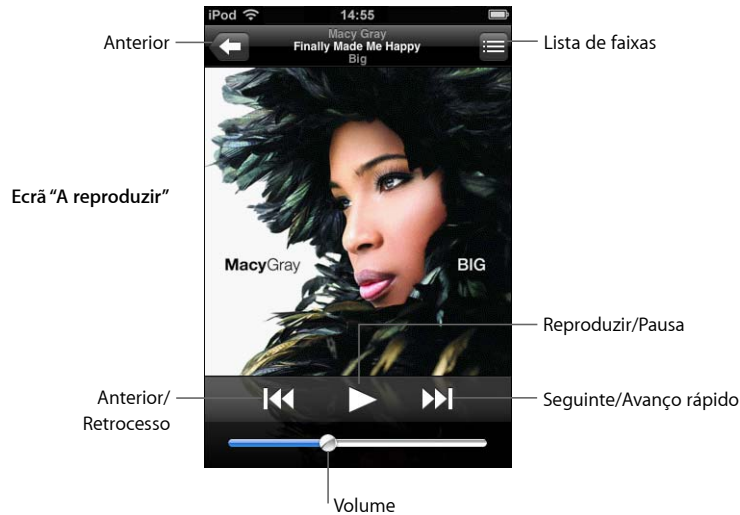 iPod 14:55
Macy Gray
Finally Made Me Happy
Big
Anterior
Lista de faixas
Ecrã “A reproduzir”
MacyGray
BIG
Reproduzir/Pausa
Anterior/
Retrocesso
Seguinte/Avanço rápido
Volume